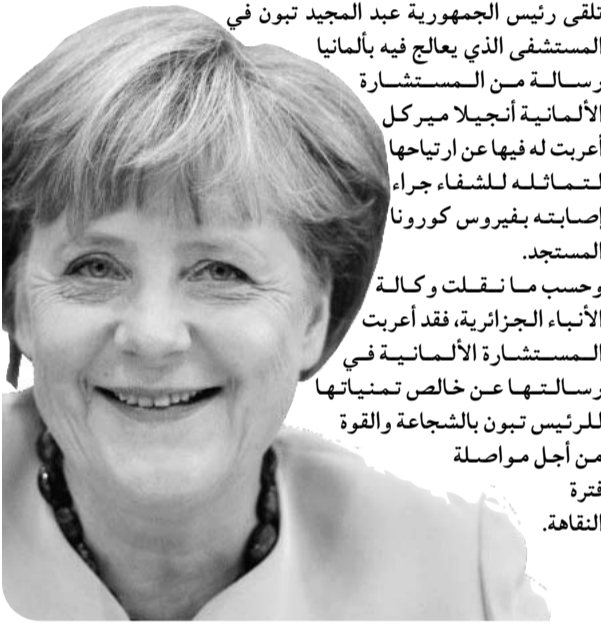 تلقى رئيس الجمهورية عبد المجيد تبون في
المستشفى الذي يعالج فيه بألمانيا
رسالة من المستشارة
الألمانية أنجيلا ميركل
أعربت له فيها عن ارتياحها
لتماثله للشفاء جراء
إصابته بفيروس كورونا
المستجد.
وحسب ما نقلت وكالة
الأنباء الجزائرية، فقد أعربت
المستشارة الألمانية في
رسالتها عن خالص تمنياتها
للرئيس تبون بالشجاعة والقوة
من أجل مواصلة
فترة
النقاهة.